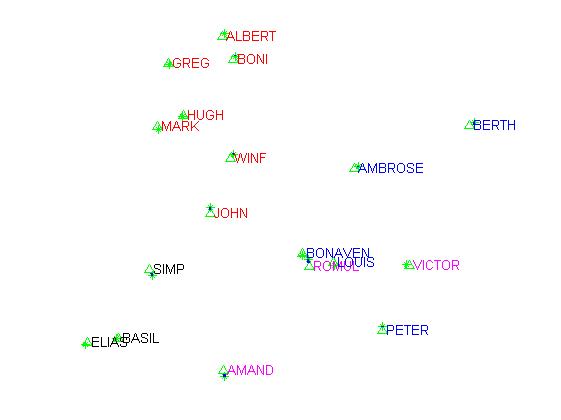 ALBERT
BONI
GREG
HUGH
MARK
BERTH
WINF
AMBROSE
JOHN
BONAVEN
LOUIS
ROMUL
VICTOR
SIMP
PETER
BASIL
ELIAS
AMAND